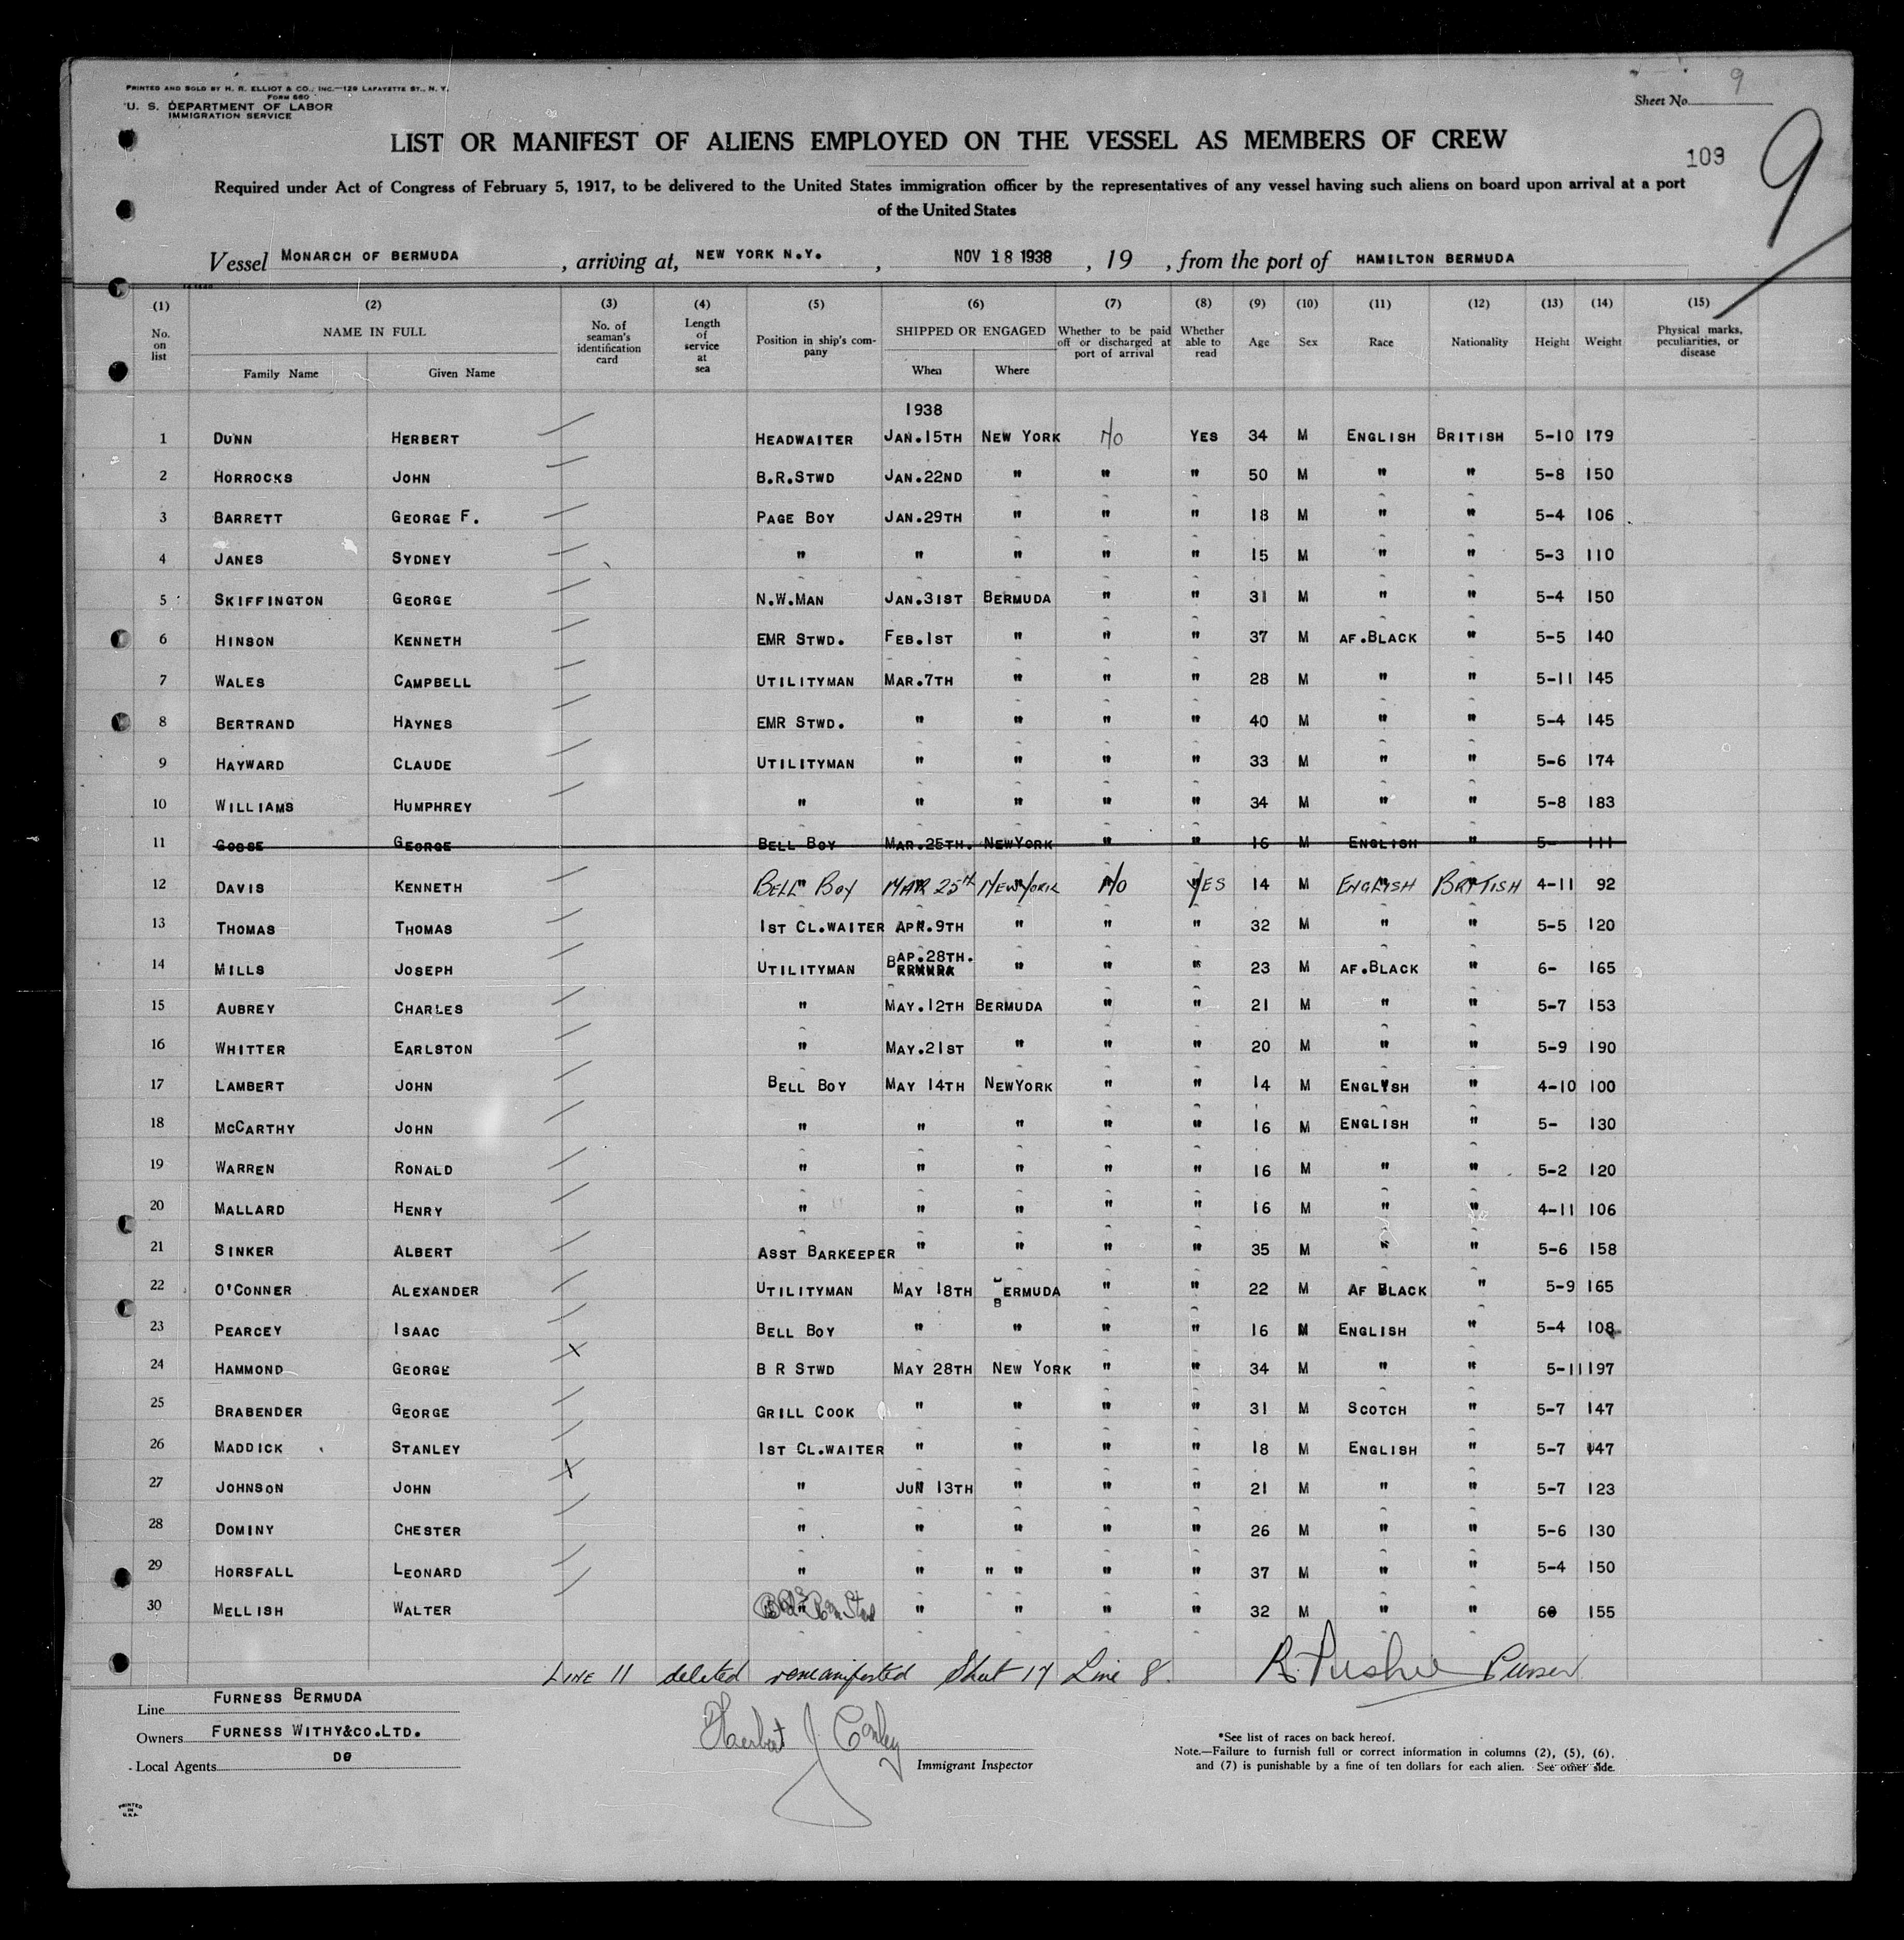 PRINTED AND SOLD BY H. R. ELLIOT & CO., INC.—129 LAFAYETTE ST., N. Y.
FORM 680
U. S. DEPARTMENT OF LABOR
IMMIGRATION SERVICE
9
Sheet No.
LIST OR MANIFEST OF ALIENS EMPLOYED ON THE VESSEL AS MEMBERS OF CREW
109 9
Required under Act of Congress of February 5, 1917, to be delivered to the United States immigration officer by the representatives of any vessel having such aliens on board upon arrival at a port
of the United States
Vessel MONARCH OF BERMUDA, arriving at, NEW YORK N.Y., NOV 18 1938, 19 , from the port of HAMILTON BERMUDA
(1) (2) (3) (4) (5) (6) (7) (8) (9) (10) (11) (12) (13) (14) (15)
No. on list NAME IN FULL Family Name Given Name No. of seaman's identification card Length of service at sea Position in ship's company SHIPPED OR ENGAGED When Where Whether to be paid off or discharged at port of arrival Whether able to read Age Sex Race Nationality Height Weight Physical marks, peculiarities, or disease
1938
1 DUNN HERBERT HEADWAITER JAN.15TH NEW YORK No YES 34 M ENGLISH BRITISH 5-10 179
2 HORROCKS JOHN B.R.STWD JAN.22ND " " " 50 M " " 5-8 150
3 BARRETT GEORGE F. PAGE BOY JAN.29TH " " " 18 M " " 5-4 106
4 JANES SYDNEY " " " " " 15 M " " 5-3 110
5 SKIFFINGTON GEORGE N.W.MAN JAN.31ST BERMUDA " " 31 M " " 5-4 150
6 HINSON KENNETH EMR STWD. FEB.1ST " " " 37 M AF.BLACK " 5-5 140
7 WALES CAMPBELL UTILITYMAN MAR.7TH " " " 28 M " " 5-11 145
8 BERTRAND HAYNES EMR STWD. " " " " 40 M " " 5-4 145
9 HAYWARD CLAUDE UTILITYMAN " " " " 33 M " " 5-6 174
10 WILLIAMS HUMPHREY " " " " " 34 M " " 5-8 183
11 GOSSE GEORGE BELL BOY MAR.25TH. NEWYORK " " 16 M ENGLISH " 5- 111
12 DAVIS KENNETH BELL BOY MAR 25th NEW YORK No YES 14 M ENGLISH BRITISH 4-11 92
13 THOMAS THOMAS 1ST CL.WAITER APR.9TH " " " 32 M " " 5-5 120
14 MILLS JOSEPH UTILITYMAN AP.28TH. " " " 23 M AF.BLACK " 6- 165
15 AUBREY CHARLES " MAY.12TH BERMUDA " " 21 M " " 5-7 153
16 WHITTER EARLSTON " MAY.21ST " " " 20 M " " 5-9 190
17 LAMBERT JOHN BELL BOY MAY 14TH NEWYORK " " 14 M ENGLYSH " 4-10 100
18 MCCARTHY JOHN " " " " " 16 M ENGLISH " 5- 130
19 WARREN RONALD " " " " " 16 M " " 5-2 120
20 MALLARD HENRY " " " " " 16 M " " 4-11 106
21 SINKER ALBERT ASST BARKEEPER " " " " 35 M " " 5-6 158
22 O'CONNER ALEXANDER UTILITYMAN MAY 18TH BERMUDA " " 22 M AF BLACK " 5-9 165
23 PEARCEY ISAAC BELL BOY " " " " 16 M ENGLISH " 5-4 108
24 HAMMOND GEORGE B R STWD MAY 28TH NEW YORK " " 34 M " " 5-11 197
25 BRABENDER GEORGE GRILL COOK " " " " 31 M SCOTCH " 5-7 147
26 MADDICK STANLEY 1ST CL.WAITER " " " " 18 M ENGLISH " 5-7 147
27 JOHNSON JOHN " JUN 13TH " " " 21 M " " 5-7 123
28 DOMINY CHESTER " " " " " 26 M " " 5-6 130
29 HORSFALL LEONARD " " " " " " 37 M " " 5-4 150
30 MELLISH WALTER " " " " 32 M " " 60 155
LINE 11 deleted remanifested Sheet 17 Line 8. Purser
Line FURNESS BERMUDA
Owners FURNESS WITHY&CO.LTD.
Local Agents DO
Herbert J. Conley
Immigrant Inspector
*See list of races on back hereof.
Note.—Failure to furnish full or correct information in columns (2), (5), (6),
and (7) is punishable by a fine of ten dollars for each alien. See other side.
PRINTED
IN
U.S.A.